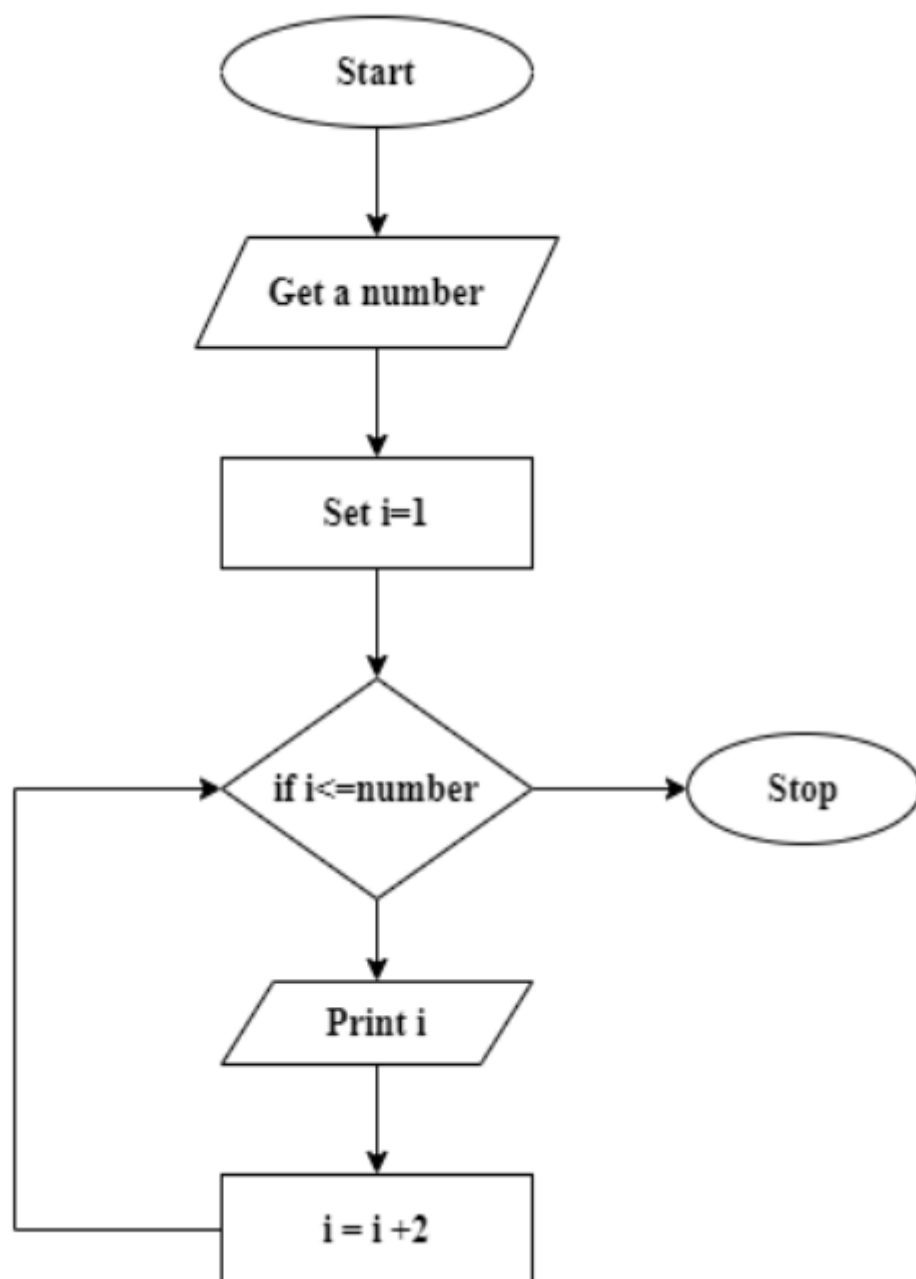 Start
Get a number
Set i=1
if i<=number
Stop
Print i
i = i +2